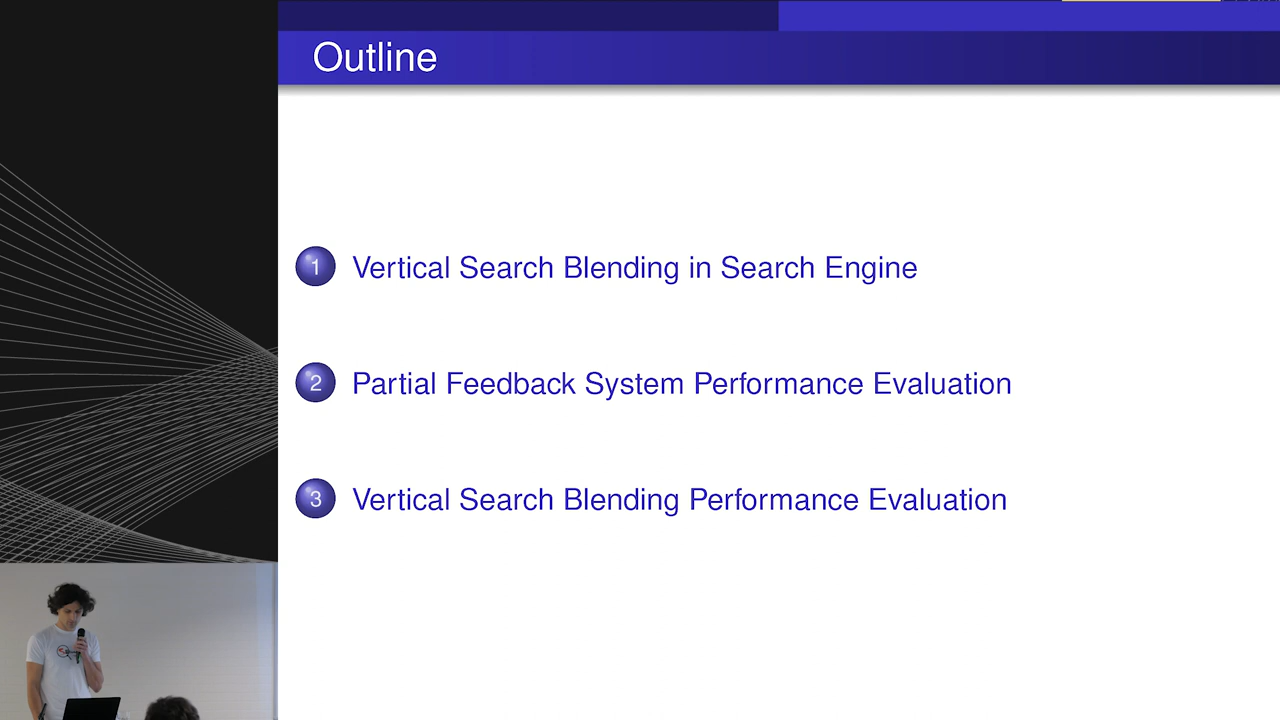 Outline
1 Vertical Search Blending in Search Engine
2 Partial Feedback System Performance Evaluation
3 Vertical Search Blending Performance Evaluation